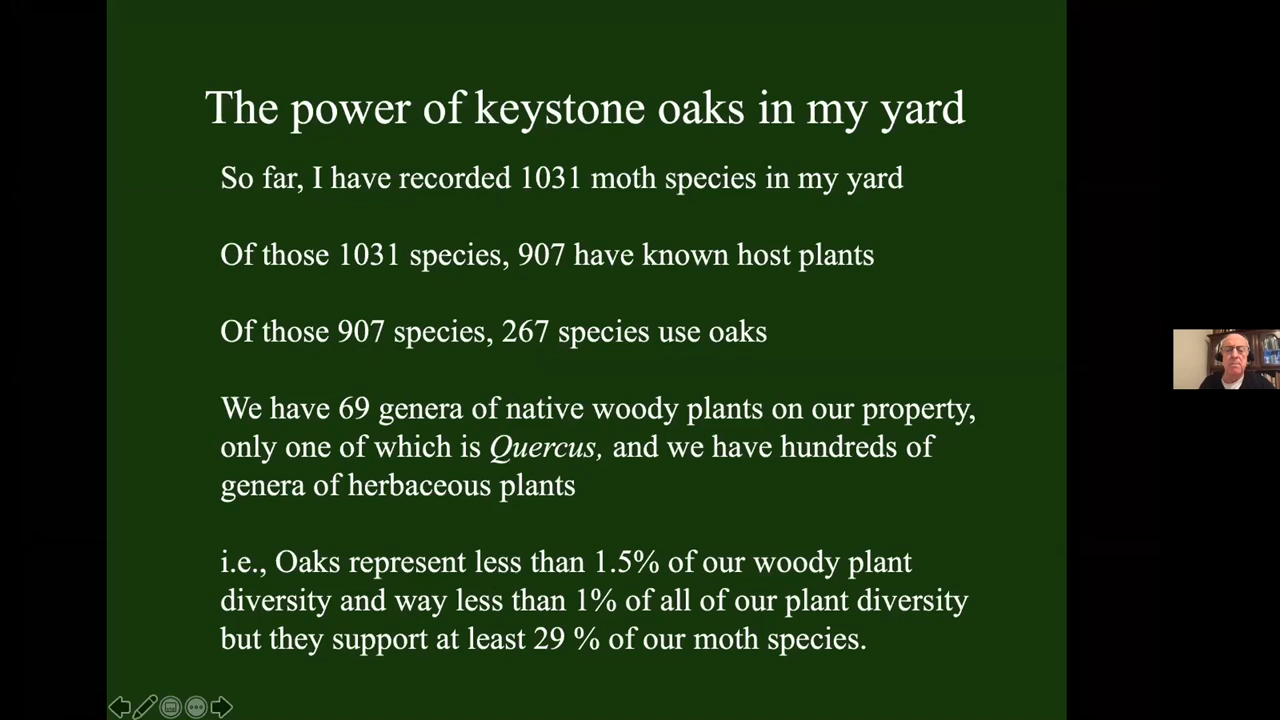 The power of keystone oaks in my yard
So far, I have recorded 1031 moth species in my yard
Of those 1031 species, 907 have known host plants
Of those 907 species, 267 species use oaks
We have 69 genera of native woody plants on our property,
only one of which is Quercus, and we have hundreds of
genera of herbaceous plants
i.e., Oaks represent less than 1.5% of our woody plant
diversity and way less than 1% of all of our plant diversity
but they support at least 29 % of our moth species.